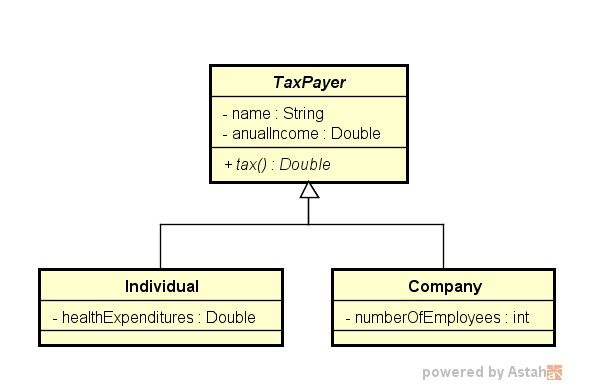 TaxPayer
- name : String
- anualIncome : Double
+ tax() : Double
Individual
- healthExpenditures : Double
Company
- numberOfEmployees : int
powered by Astah